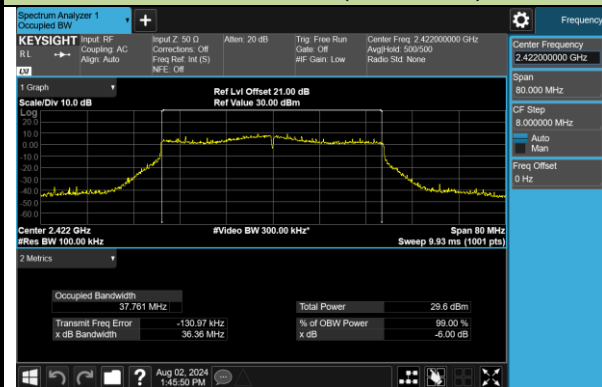 Spectrum Analyzer 1
Occupied BW
Frequency
KEYSIGHT
RL
LXI
Input: RF
Coupling: AC
Align: Auto
Input Z: 50 Ω
Corrections: Off
Freq Ref: Int (S)
NFE: Off
Atten: 20 dB
Trig: Free Run
Gate: Off
#IF Gain: Low
Center Freq: 2.422000000 GHz
Avg|Hold: 500/500
Radio Std: None
Center Frequency
2.422000000 GHz
Span
80.000 MHz
CF Step
8.000000 MHz
Auto
Man
Freq Offset
0 Hz
1 Graph
Scale/Div 10.0 dB
Ref Lvl Offset 21.00 dB
Ref Value 30.00 dBm
Log
20.0
10.0
0.00
-10.0
-20.0
-30.0
-40.0
-50.0
-60.0
Center 2.422 GHz
#Video BW 300.00 kHz*
Span 80 MHz
#Res BW 100.00 kHz
Sweep 9.93 ms (1001 pts)
2 Metrics
Occupied Bandwidth
37.761 MHz
Total Power 29.6 dBm
Transmit Freq Error -130.97 kHz
% of OBW Power 99.00 %
x dB Bandwidth 36.36 MHz
x dB -6.00 dB
?
Aug 02, 2024
1:45:50 PM